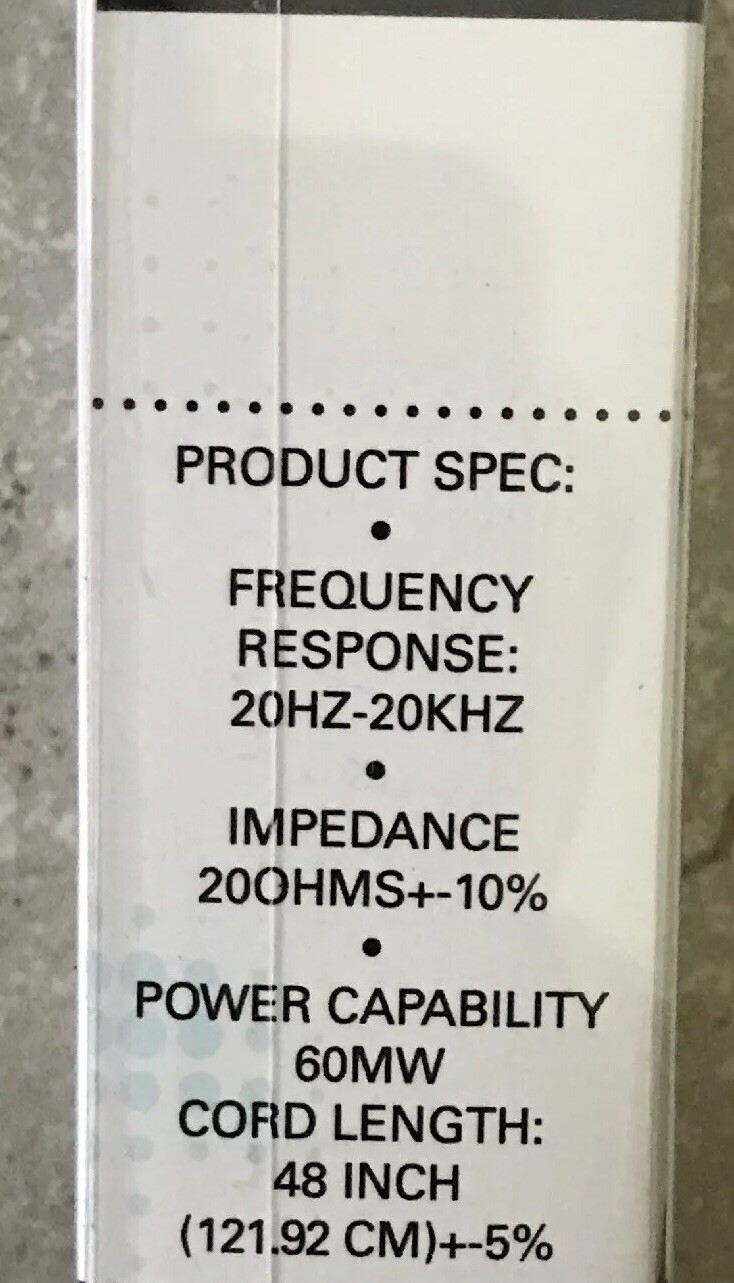 PRODUCT SPEC:
•
FREQUENCY
RESPONSE:
20HZ-20KHZ
•
IMPEDANCE
20OHMS+-10%
•
POWER CAPABILITY
60MW
CORD LENGTH:
48 INCH
(121.92 CM)+-5%